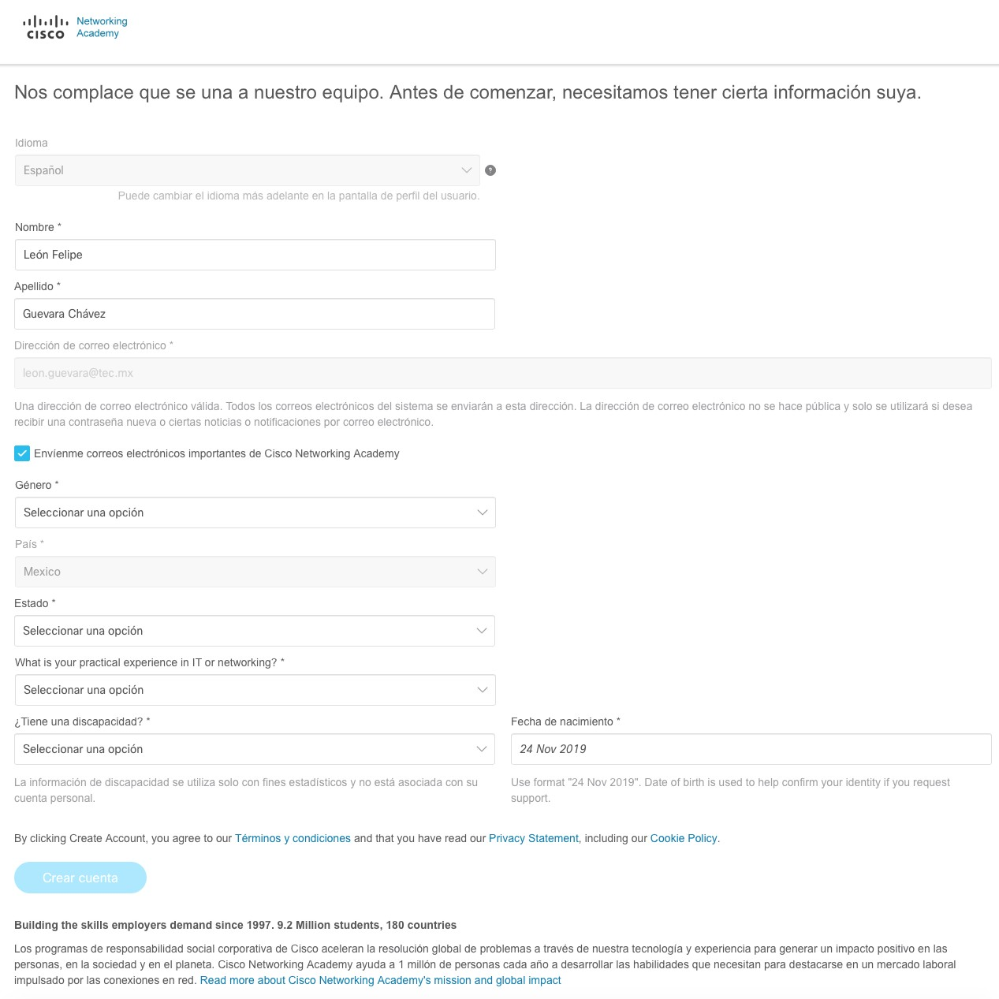 cisco
Networking
Academy
Nos complace que se una a nuestro equipo. Antes de comenzar, necesitamos tener cierta información suya.
Idioma
Español
?
Puede cambiar el idioma más adelante en la pantalla de perfil del usuario.
Nombre *
León Felipe
Apellido *
Guevara Chávez
Dirección de correo electrónico *
leon.guevara@tec.mx
Una dirección de correo electrónico válida. Todos los correos electrónicos del sistema se enviarán a esta dirección. La dirección de correo electrónico no se hace pública y solo se utilizará si desea
recibir una contraseña nueva o ciertas noticias o notificaciones por correo electrónico.
Envíenme correos electrónicos importantes de Cisco Networking Academy
Género *
Seleccionar una opción
País *
Mexico
Estado *
Seleccionar una opción
What is your practical experience in IT or networking? *
Seleccionar una opción
¿Tiene una discapacidad? *
Seleccionar una opción
La información de discapacidad se utiliza solo con fines estadísticos y no está asociada con su
cuenta personal.
Fecha de nacimiento *
24 Nov 2019
Use format "24 Nov 2019". Date of birth is used to help confirm your identity if you request
support.
By clicking Create Account, you agree to our Términos y condiciones and that you have read our Privacy Statement, including our Cookie Policy.
Crear cuenta
Building the skills employers demand since 1997. 9.2 Million students, 180 countries
Los programas de responsabilidad social corporativa de Cisco aceleran la resolución global de problemas a través de nuestra tecnología y experiencia para generar un impacto positivo en las
personas, en la sociedad y en el planeta. Cisco Networking Academy ayuda a 1 millón de personas cada año a desarrollar las habilidades que necesitan para destacarse en un mercado laboral
impulsado por las conexiones en red. Read more about Cisco Networking Academy's mission and global impact